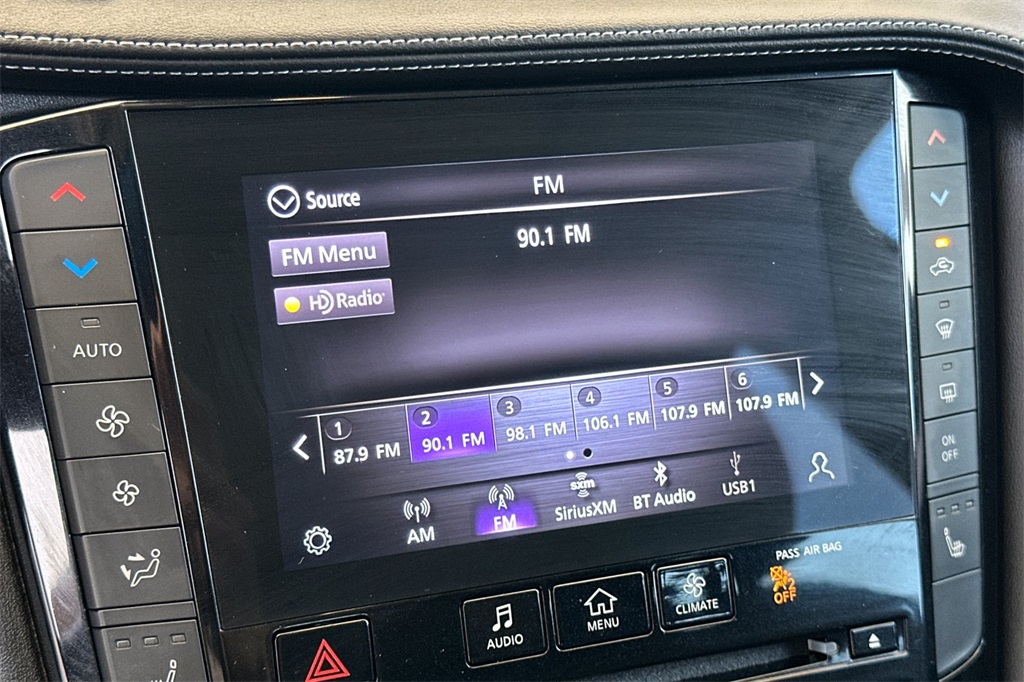 Source
FM
FM Menu
90.1 FM
HD Radio
1
87.9 FM
2
90.1 FM
3
98.1 FM
4
106.1 FM
5
107.9 FM
6
107.9 FM
AM
FM
sxm
SiriusXM
BT Audio
USB1
AUTO
ON
OFF
AUDIO
MENU
CLIMATE
PASS AIR BAG
2
OFF